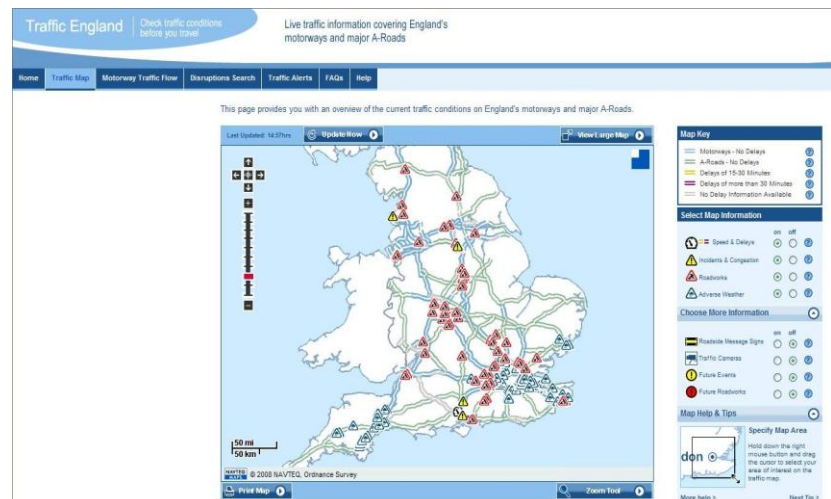 Traffic England
Check traffic conditions
before you travel
Live traffic information covering England's
motorways and major A-Roads
Home
Traffic Map
Motorway Traffic Flow
Disruptions Search
Traffic Alerts
FAQs
Help
This page provides you with an overview of the current traffic conditions on England's motorways and major A-Roads.
Last Updated: 14:57hrs
Update Now
View Large Map
50 mi
50 km
NAVTEQ
MAPS
© 2008 NAVTEQ, Ordnance Survey
Print Map
Zoom Tool
Map Key
Motorways - No Delays
A-Roads - No Delays
Delays of 15-30 Minutes
Delays of more than 30 Minutes
No Delay Information Available
Select Map Information
on off
Speed & Delays
Incidents & Congestion
Roadworks
Adverse Weather
Choose More Information
on off
Roadside Message Signs
Traffic Cameras
Future Events
Future Roadworks
Map Help & Tips
don
Specify Map Area
Hold down the right
mouse button and drag
the cursor to select your
area of interest on the
traffic map.
More help >
Next Tip >